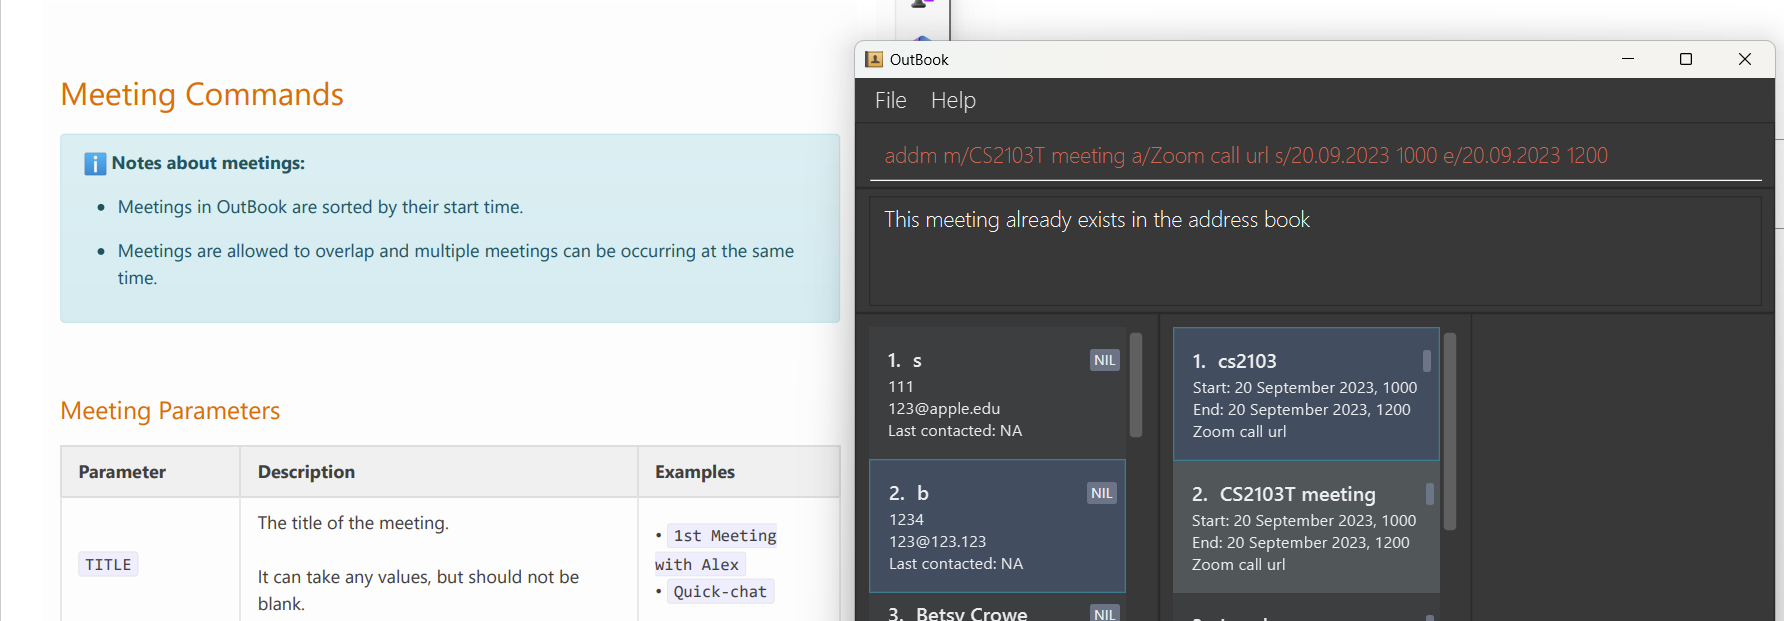 Meeting Commands
Notes about meetings:
• Meetings in OutBook are sorted by their start time.
• Meetings are allowed to overlap and multiple meetings can be occurring at the same
time.
Meeting Parameters
Parameter Description Examples
TITLE
The title of the meeting.
It can take any values, but should not be
blank.
• 1st Meeting
with Alex
• Quick-chat
OutBook
File Help
addm m/CS2103T meeting a/Zoom call url s/20.09.2023 1000 e/20.09.2023 1200
This meeting already exists in the address book
1. s NIL
111
123@apple.edu
Last contacted: NA
2. b NIL
1234
123@123.123
Last contacted: NA
3. Betsy Crowe NIL
1. cs2103
Start: 20 September 2023, 1000
End: 20 September 2023, 1200
Zoom call url
2. CS2103T meeting
Start: 20 September 2023, 1000
End: 20 September 2023, 1200
Zoom call url